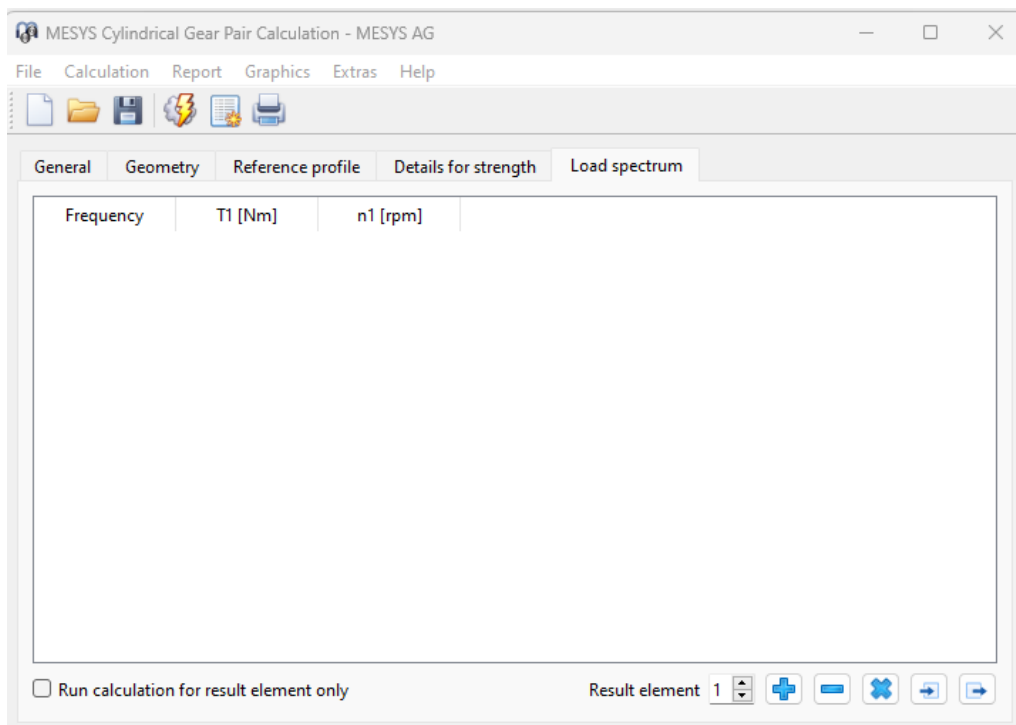 MESYS Cylindrical Gear Pair Calculation - MESYS AG
File Calculation Report Graphics Extras Help
General Geometry Reference profile Details for strength Load spectrum
Frequency T1 [Nm] n1 [rpm]
Run calculation for result element only Result element 1